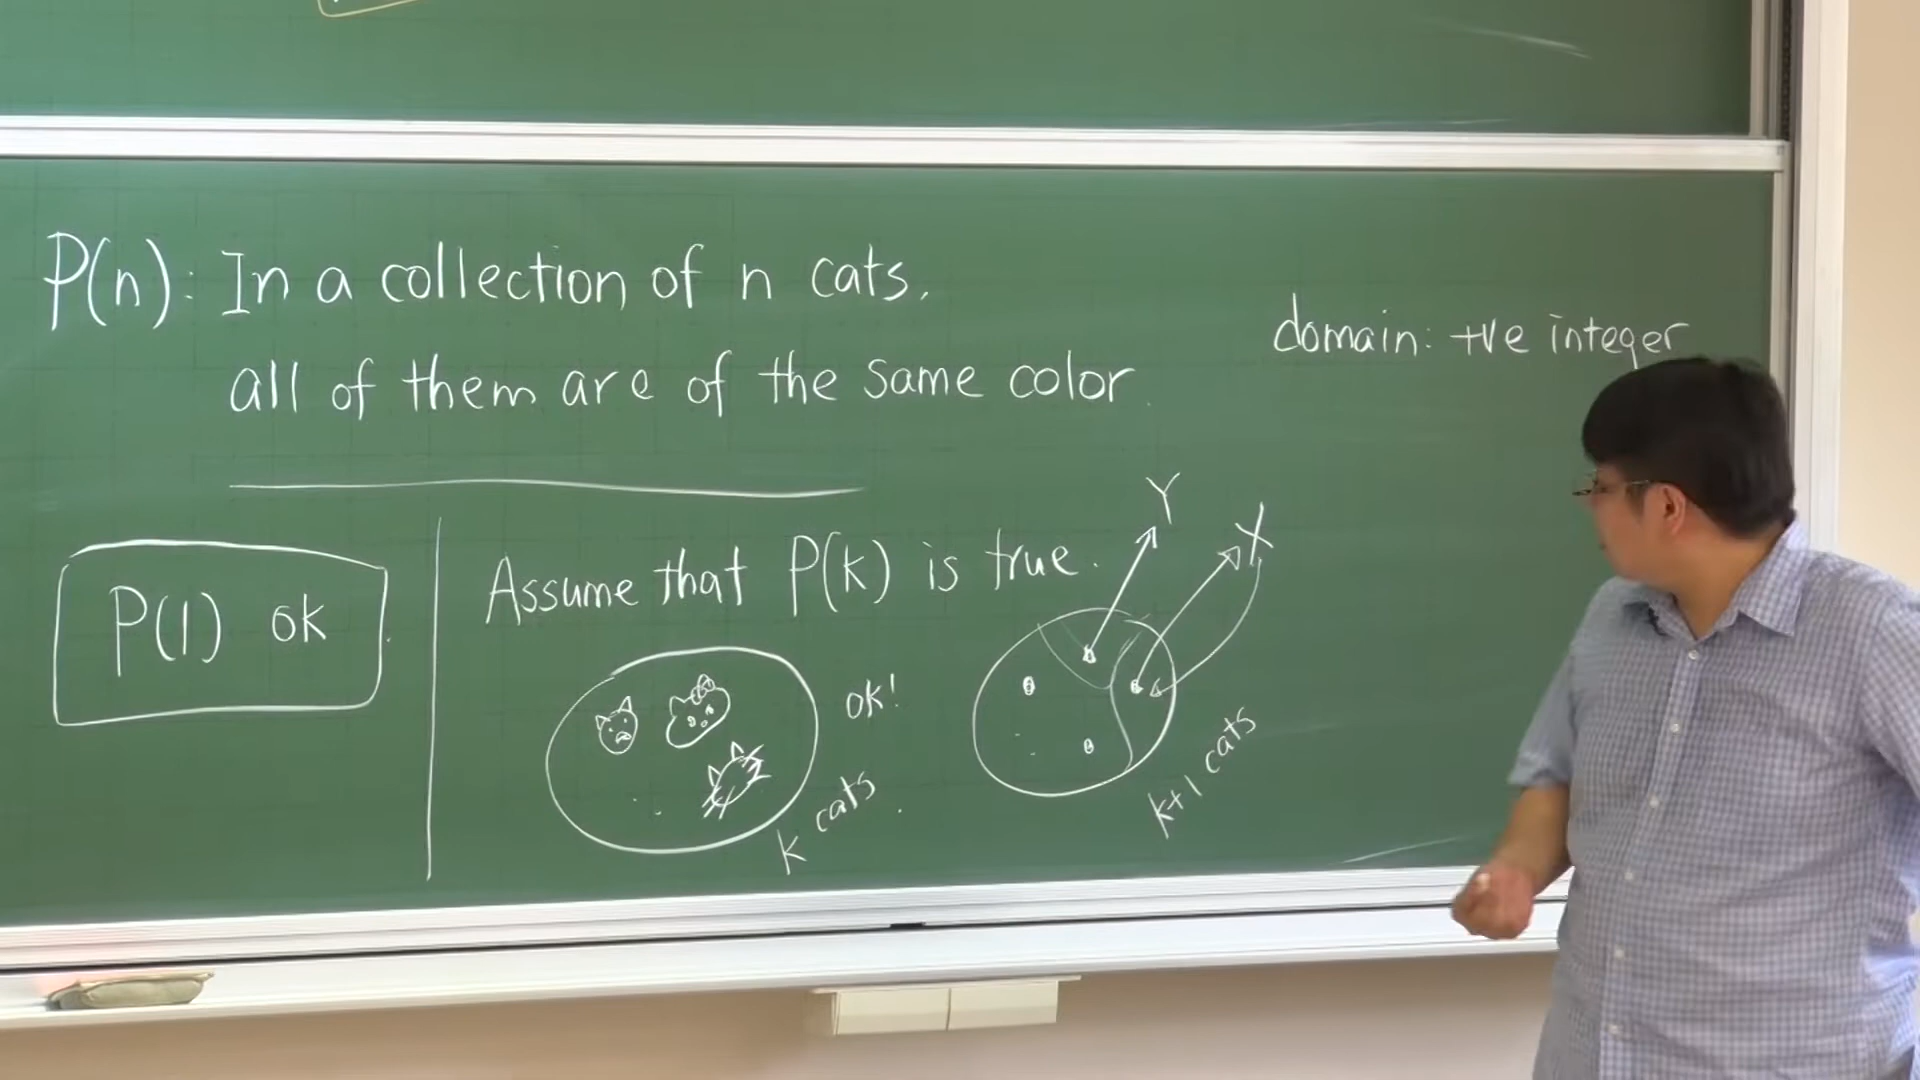 P(n): In a collection of n cats.
all of them are of the same color.
domain: +ve integer
P(1) ok
Assume that P(k) is true.
ok!
k cats.
Y
X
k+1 cats